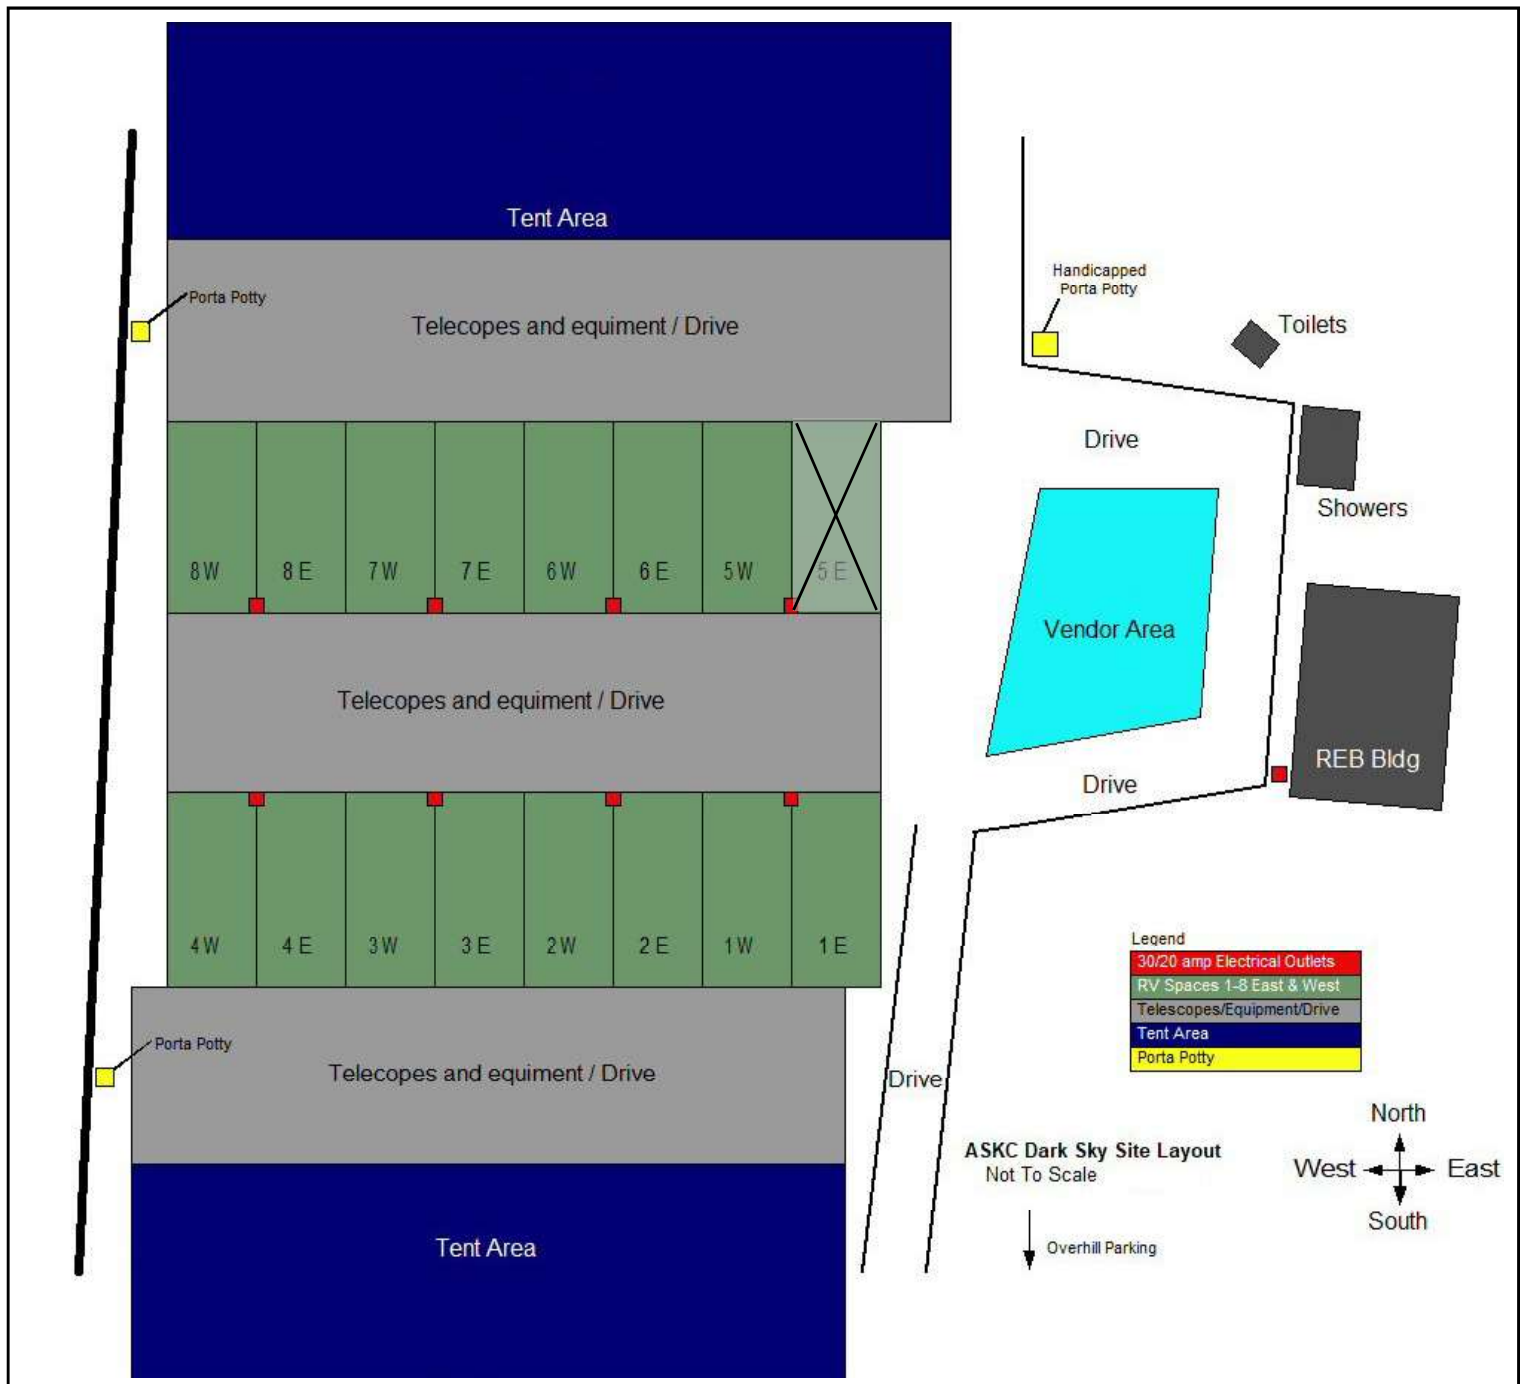 Tent Area
Porta Potty
Telecopes and equiment / Drive
Handicapped
Porta Potty
Toilets
Drive
Showers
8 W
8 E
7 W
7 E
6 W
6 E
5 W
5 E
Vendor Area
Telecopes and equiment / Drive
REB Bldg
Drive
4 W
4 E
3 W
3 E
2 W
2 E
1 W
1 E
Legend
30/20 amp Electrical Outlets
RV Spaces 1-8 East & West
Telescopes/Equipment/Drive
Tent Area
Porta Potty
Porta Potty
Telecopes and equiment / Drive
Drive
ASKC Dark Sky Site Layout
Not To Scale
North
West
East
South
Overhill Parking
Tent Area